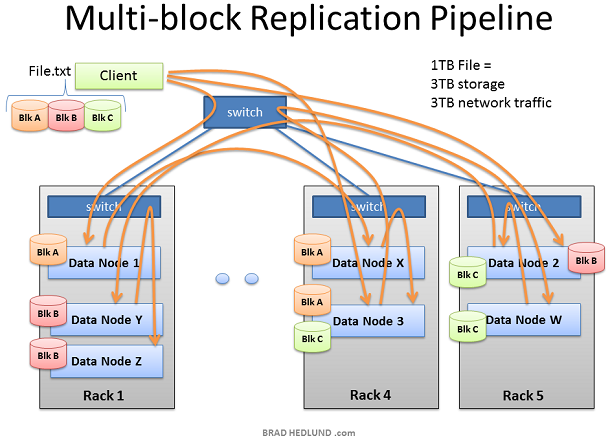 Multi-block Replication Pipeline
File.txt
Client
1TB File =
3TB storage
3TB network traffic
Blk A
Blk B
Blk C
switch
switch
switch
switch
Blk A
Data Node 1
Blk B
Data Node Y
Blk B
Data Node Z
Rack 1
Blk A
Data Node X
Blk A
Blk C
Data Node 3
Rack 4
Blk C
Data Node 2
Blk B
Blk C
Data Node W
Rack 5
BRAD HEDLUND .com